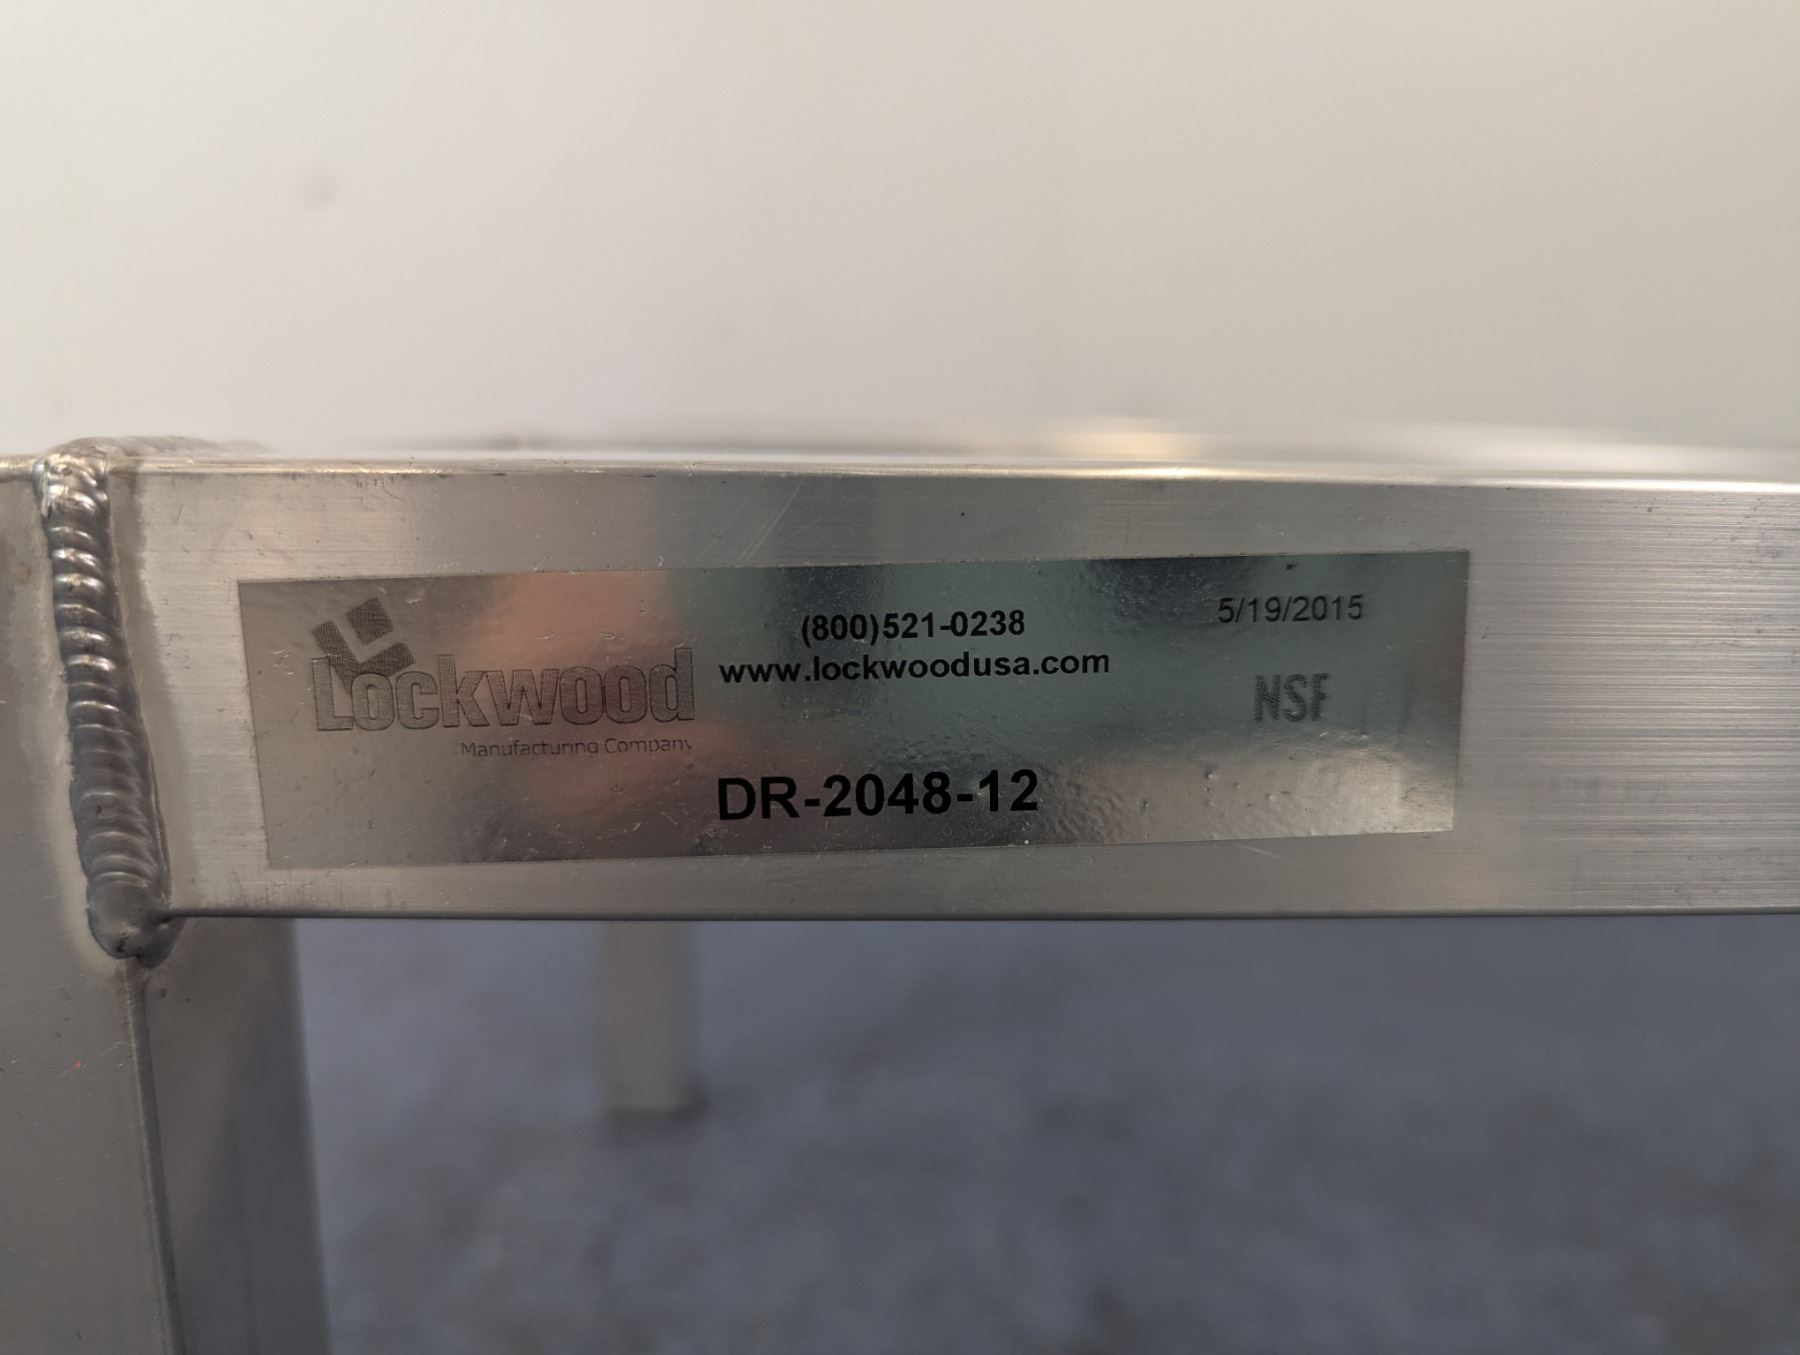 Lockwood
Manufacturing Company
(800)521-0238
www.lockwoodusa.com
5/19/2015
NSF
DR-2048-12